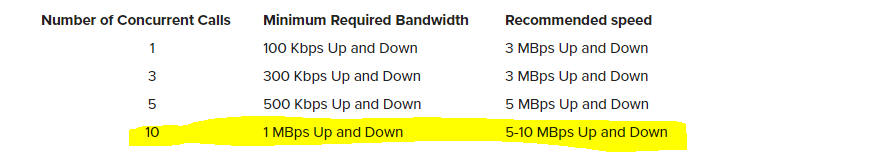 Number of Concurrent Calls Minimum Required Bandwidth Recommended speed
1 100 Kbps Up and Down 3 MBps Up and Down
3 300 Kbps Up and Down 3 MBps Up and Down
5 500 Kbps Up and Down 5 MBps Up and Down
10 1 MBps Up and Down 5-10 MBps Up and Down